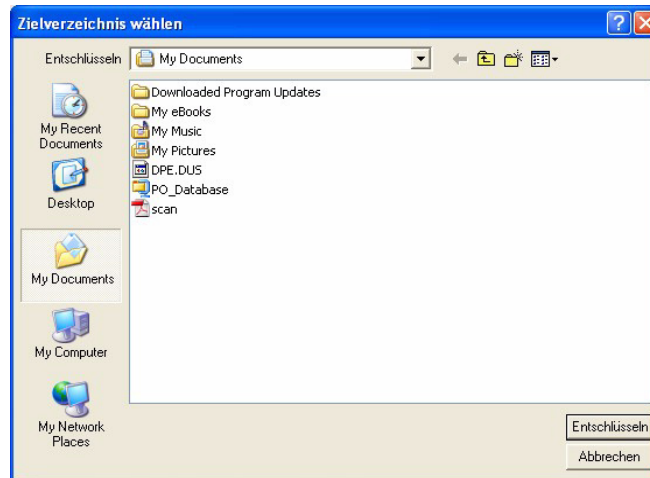 Zielverzeichnis wählen
Entschlüsseln
My Documents
My Recent
Documents
Desktop
My Documents
My Computer
My Network
Places
Downloaded Program Updates
My eBooks
My Music
My Pictures
DPE.DUS
PO_Database
scan
Entschlüsseln
Abbrechen